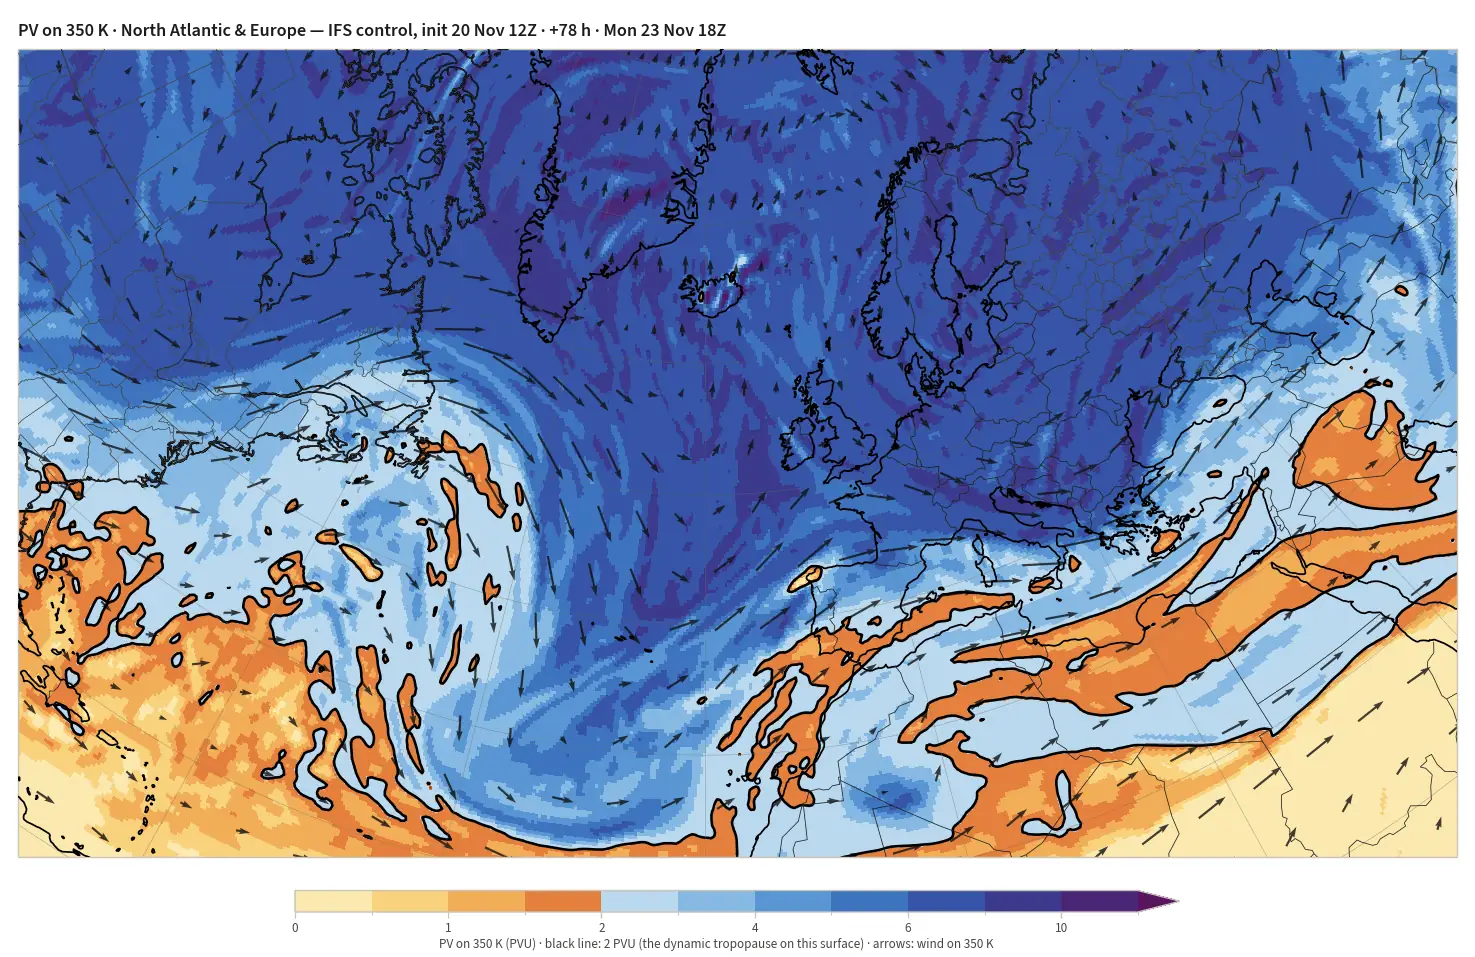 PV on 350 K · North Atlantic & Europe — IFS control, init 20 Nov 12Z · +78 h · Mon 23 Nov 18Z
0 1 2 4 6 10
PV on 350 K (PVU) · black line: 2 PVU (the dynamic tropopause on this surface) · arrows: wind on 350 K